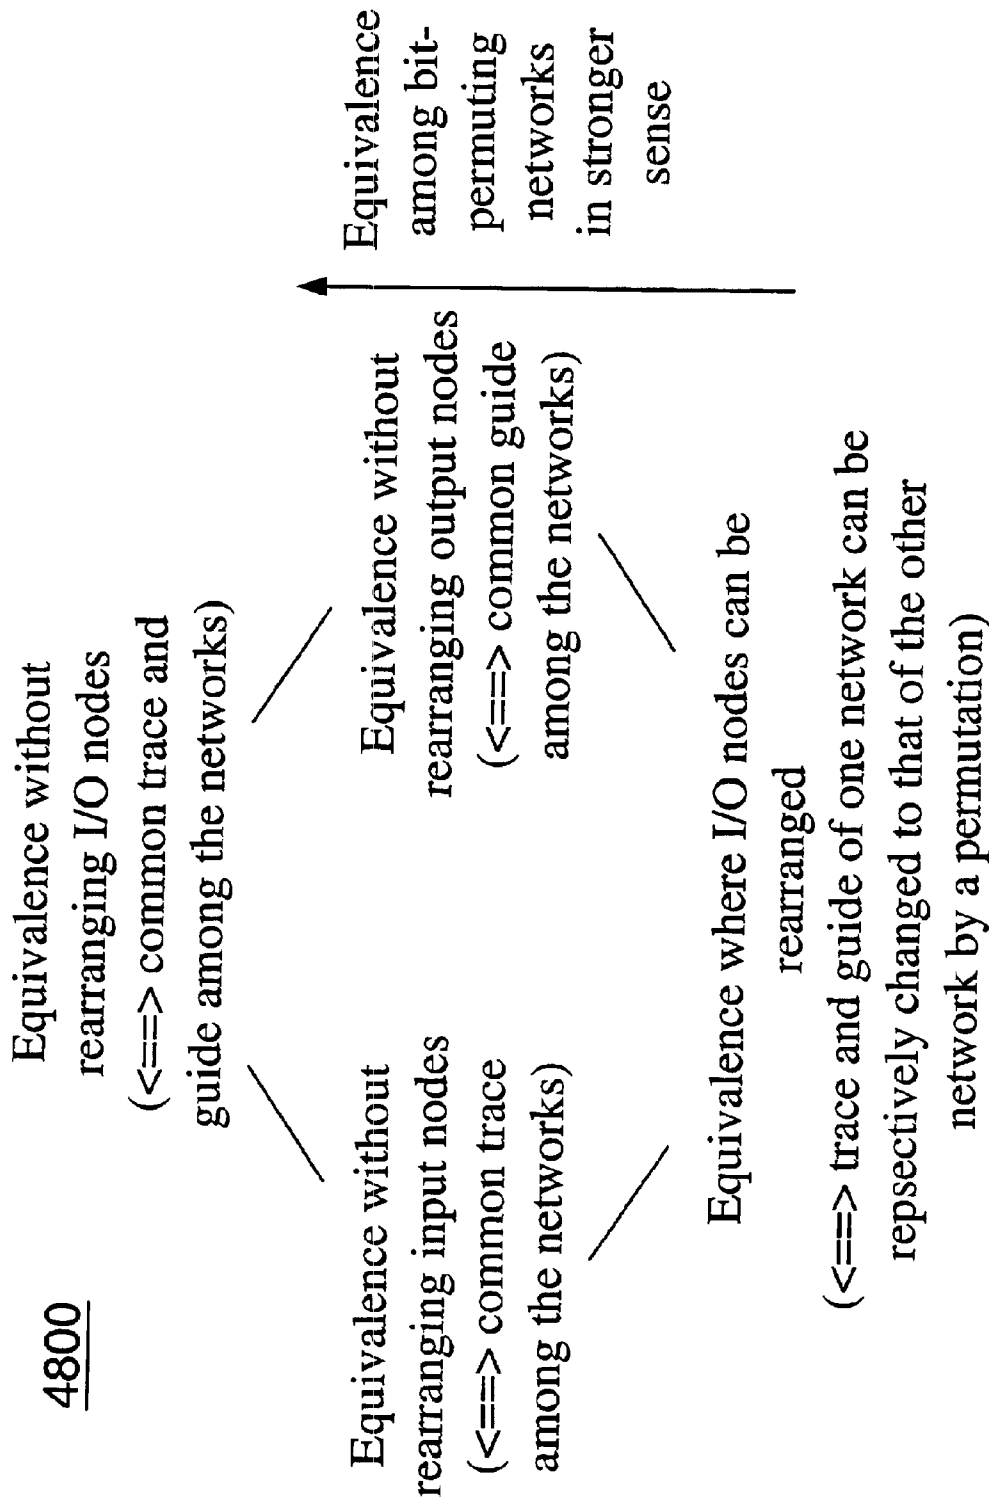 4800
Equivalence without
rearranging I/O nodes
(<==> common trace and
guide among the networks)
Equivalence without
rearranging input nodes
(<==> common trace
among the networks)
Equivalence without
rearranging output nodes
(<==> common guide
among the networks)
Equivalence where I/O nodes can be
rearranged
(<==> trace and guide of one network can be
repsectively changed to that of the other
network by a permutation)
Equivalence
among bit-
permuting
networks
in stronger
sense